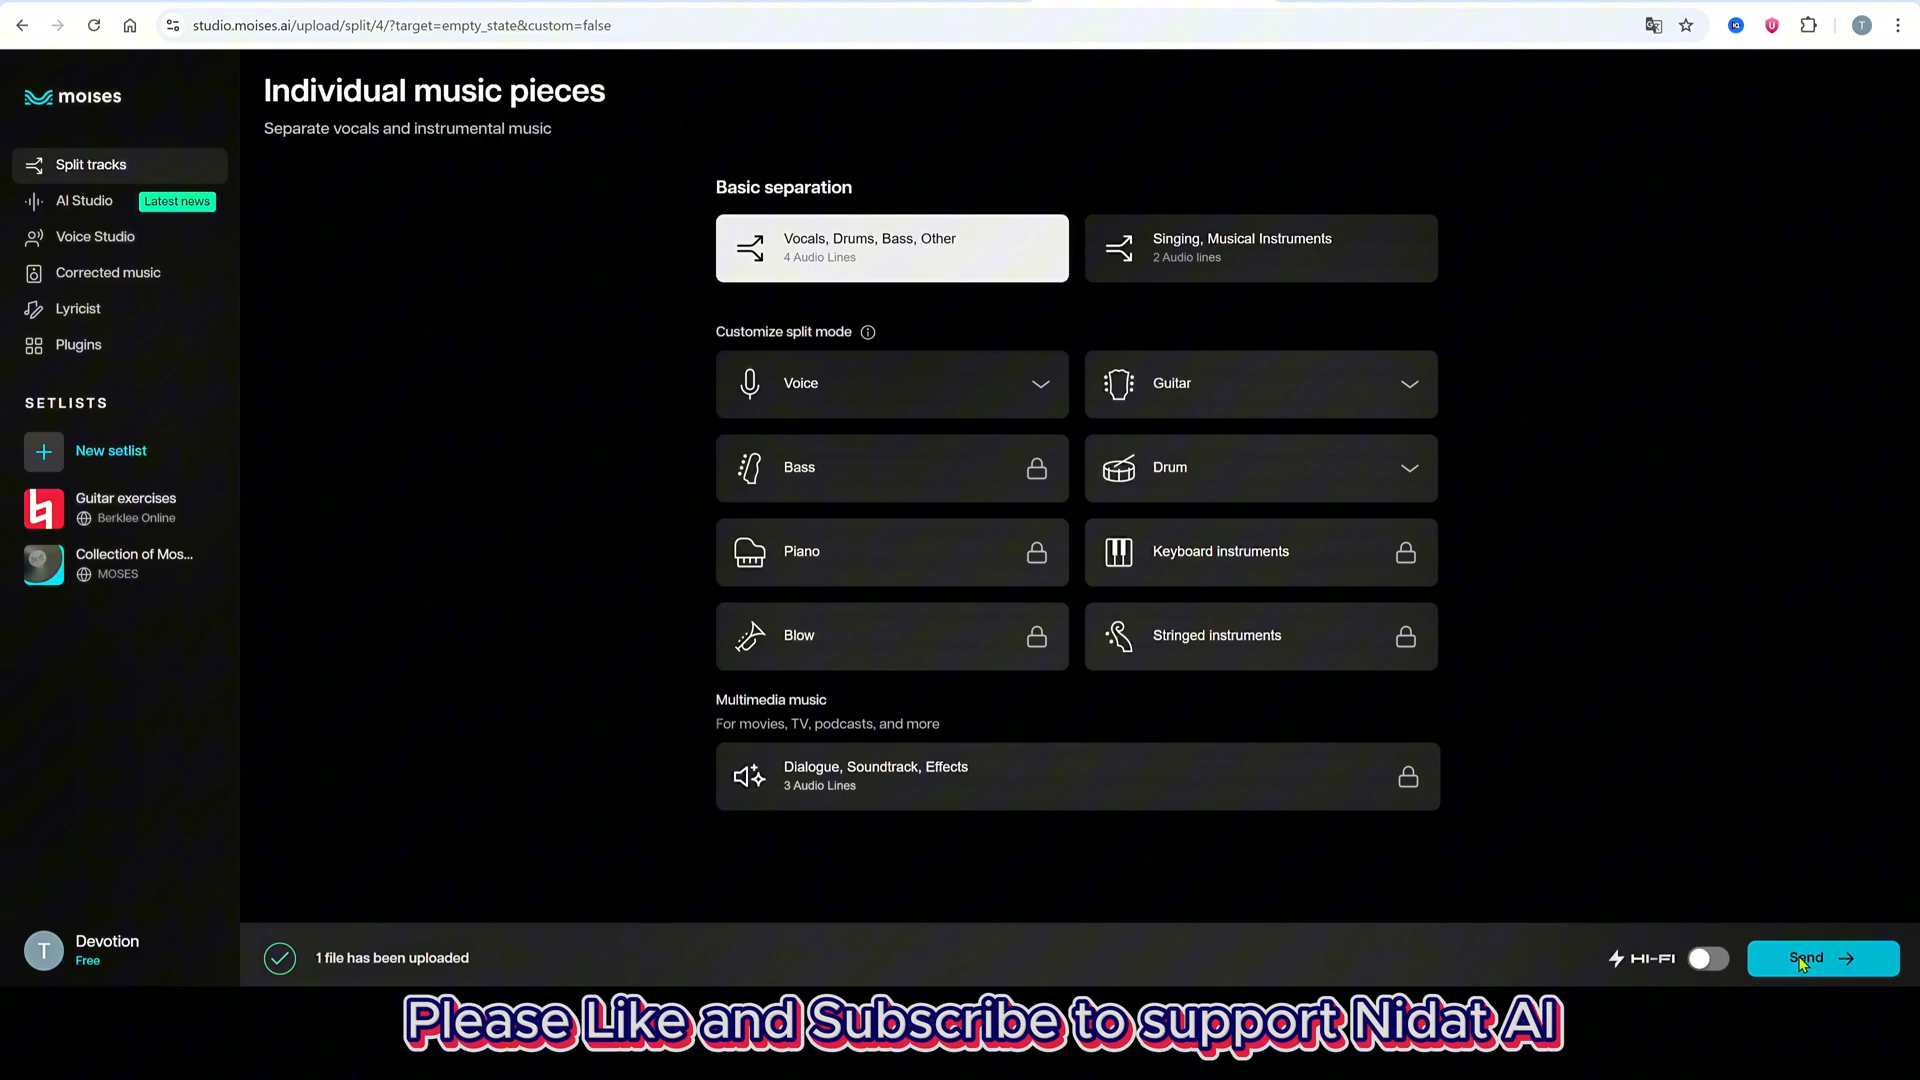 studio.moises.ai/upload/split/4/?target=empty_state&custom=false
T
moises
Split tracks
AI Studio
Latest news
Voice Studio
Corrected music
Lyricist
Plugins
SETLISTS
New setlist
Guitar exercises
Berklee Online
Collection of Mos...
MOSES
T
Devotion
Free
Individual music pieces
Separate vocals and instrumental music
Basic separation
Vocals, Drums, Bass, Other
4 Audio Lines
Singing, Musical Instruments
2 Audio lines
Customize split mode
Voice
Guitar
Bass
Drum
Piano
Keyboard instruments
Blow
Stringed instruments
Multimedia music
For movies, TV, podcasts, and more
Dialogue, Soundtrack, Effects
3 Audio Lines
1 file has been uploaded
HI-FI
Send
Please Like and Subscribe to support Nidat AI